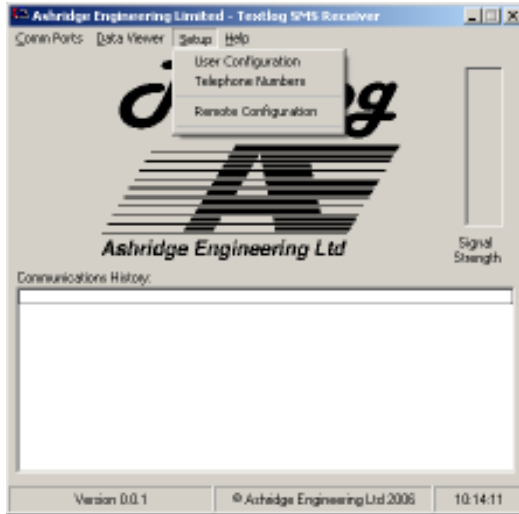 Ashridge Engineering Limited - Textlog SMS Receiver
Comm Ports Data Viewer Setup Help
User Configuration
Telephone Numbers
Remote Configuration
Ashridge Engineering Ltd
Signal
Strength
Communications History:
Version 0.0.1 © Ashridge Engineering Ltd 2006 10:14:11